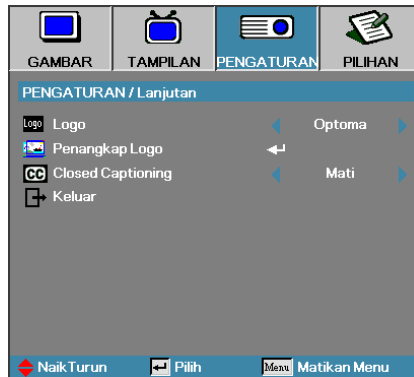 GAMBAR TAMPILAN PENGATURAN PILIHAN
PENGATURAN / Lanjutan
Logo Logo Optoma
Penangkap Logo
CC Closed Captioning Mati
Keluar
NaikTurun Pilih Menu Matikan Menu